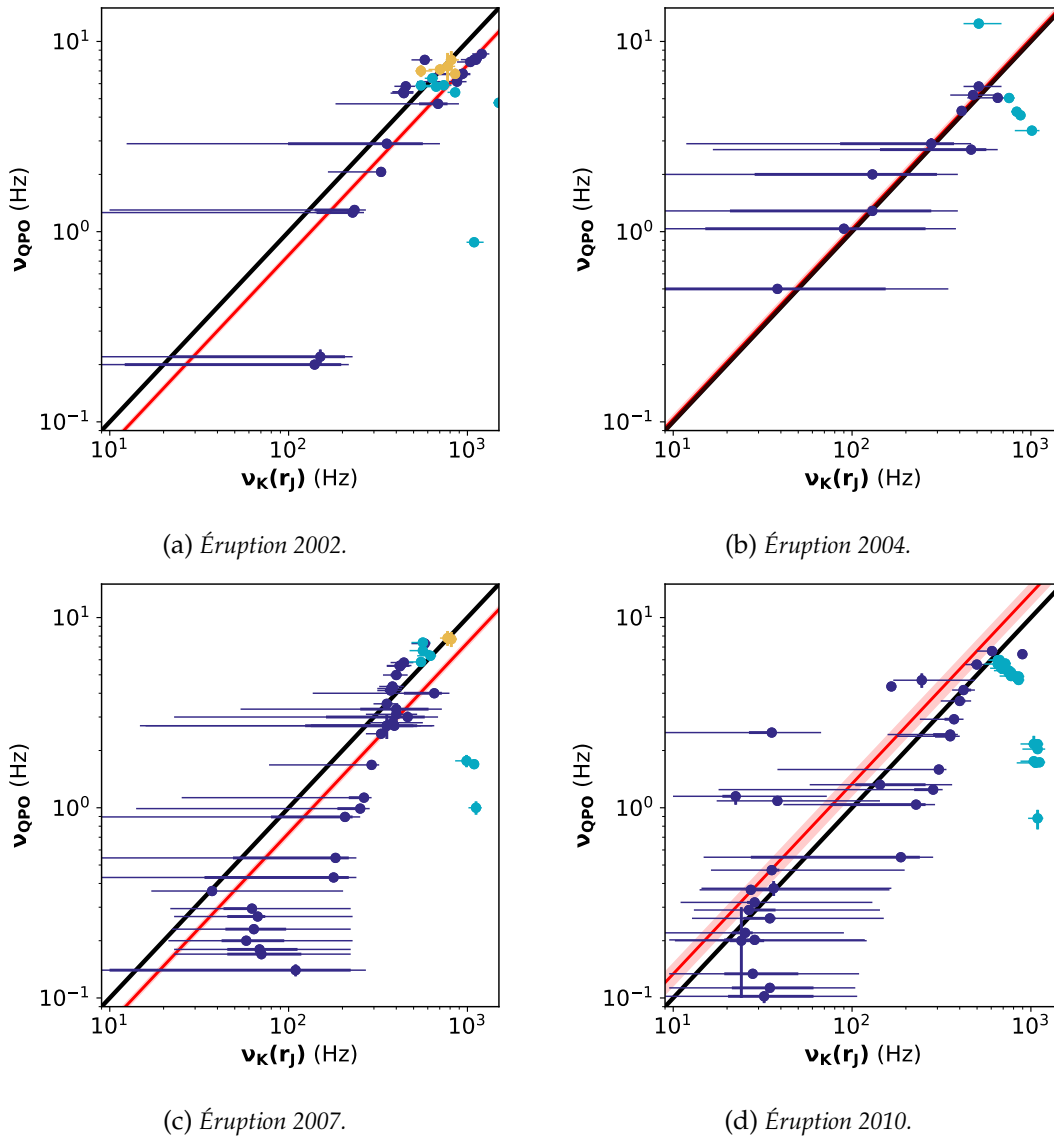 10¹
10⁰
10⁻¹
ν_QPO (Hz)
10¹ 10² 10³
ν_K(r_J) (Hz)
(a) Éruption 2002.
10¹
10⁰
10⁻¹
ν_QPO (Hz)
10¹ 10² 10³
ν_K(r_J) (Hz)
(b) Éruption 2004.
10¹
10⁰
10⁻¹
ν_QPO (Hz)
10¹ 10² 10³
ν_K(r_J) (Hz)
(c) Éruption 2007.
10¹
10⁰
10⁻¹
ν_QPO (Hz)
10¹ 10² 10³
ν_K(r_J) (Hz)
(d) Éruption 2010.